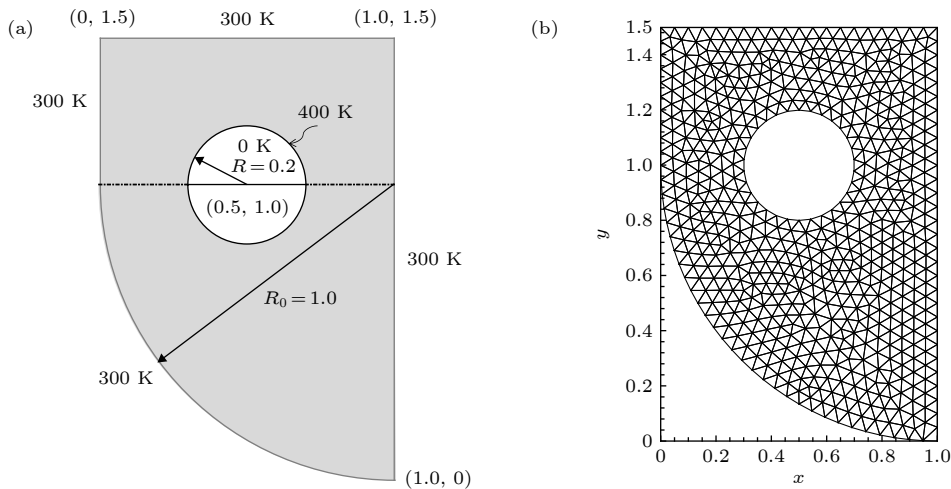 (a)
(0, 1.5)
300 K
(1.0, 1.5)
300 K
400 K
0 K
R=0.2
(0.5, 1.0)
300 K
R₀=1.0
300 K
(1.0, 0)
(b)
1.5
1.4
1.2
1.0
0.8
0.6
0.4
0.2
0
y
0 0.2 0.4 0.6 0.8 1.0
x